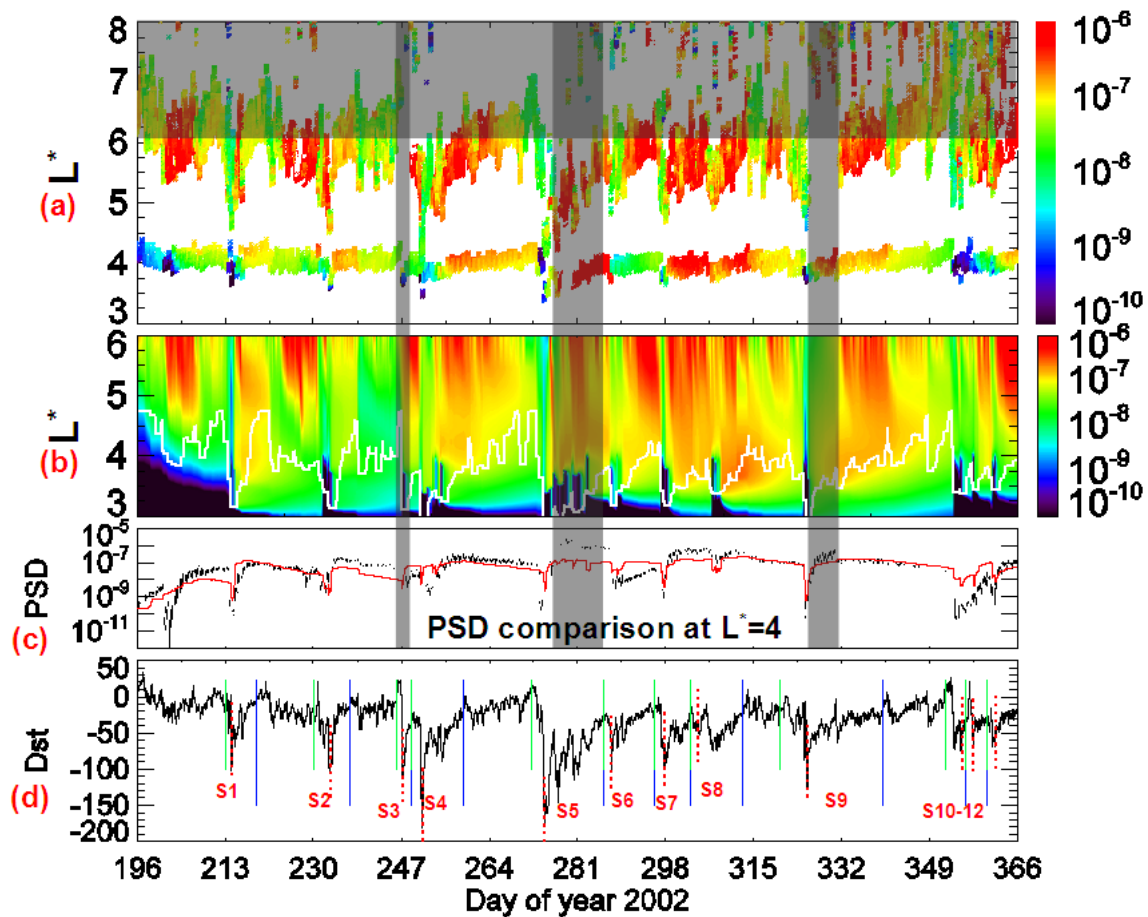 8
7
6
5
4
3
L*
(a)
10-6
10-7
10-8
10-9
10-10
6
5
4
3
L*
(b)
10-6
10-7
10-8
10-9
10-10
10-5
10-7
10-9
10-11
(c) PSD
PSD comparison at L*=4
50
0
-50
-100
-150
-200
(d) Dst
S1
S2
S3
S4
S5
S6
S7
S8
S9
S10-12
196 213 230 247 264 281 298 315 332 349 366
Day of year 2002